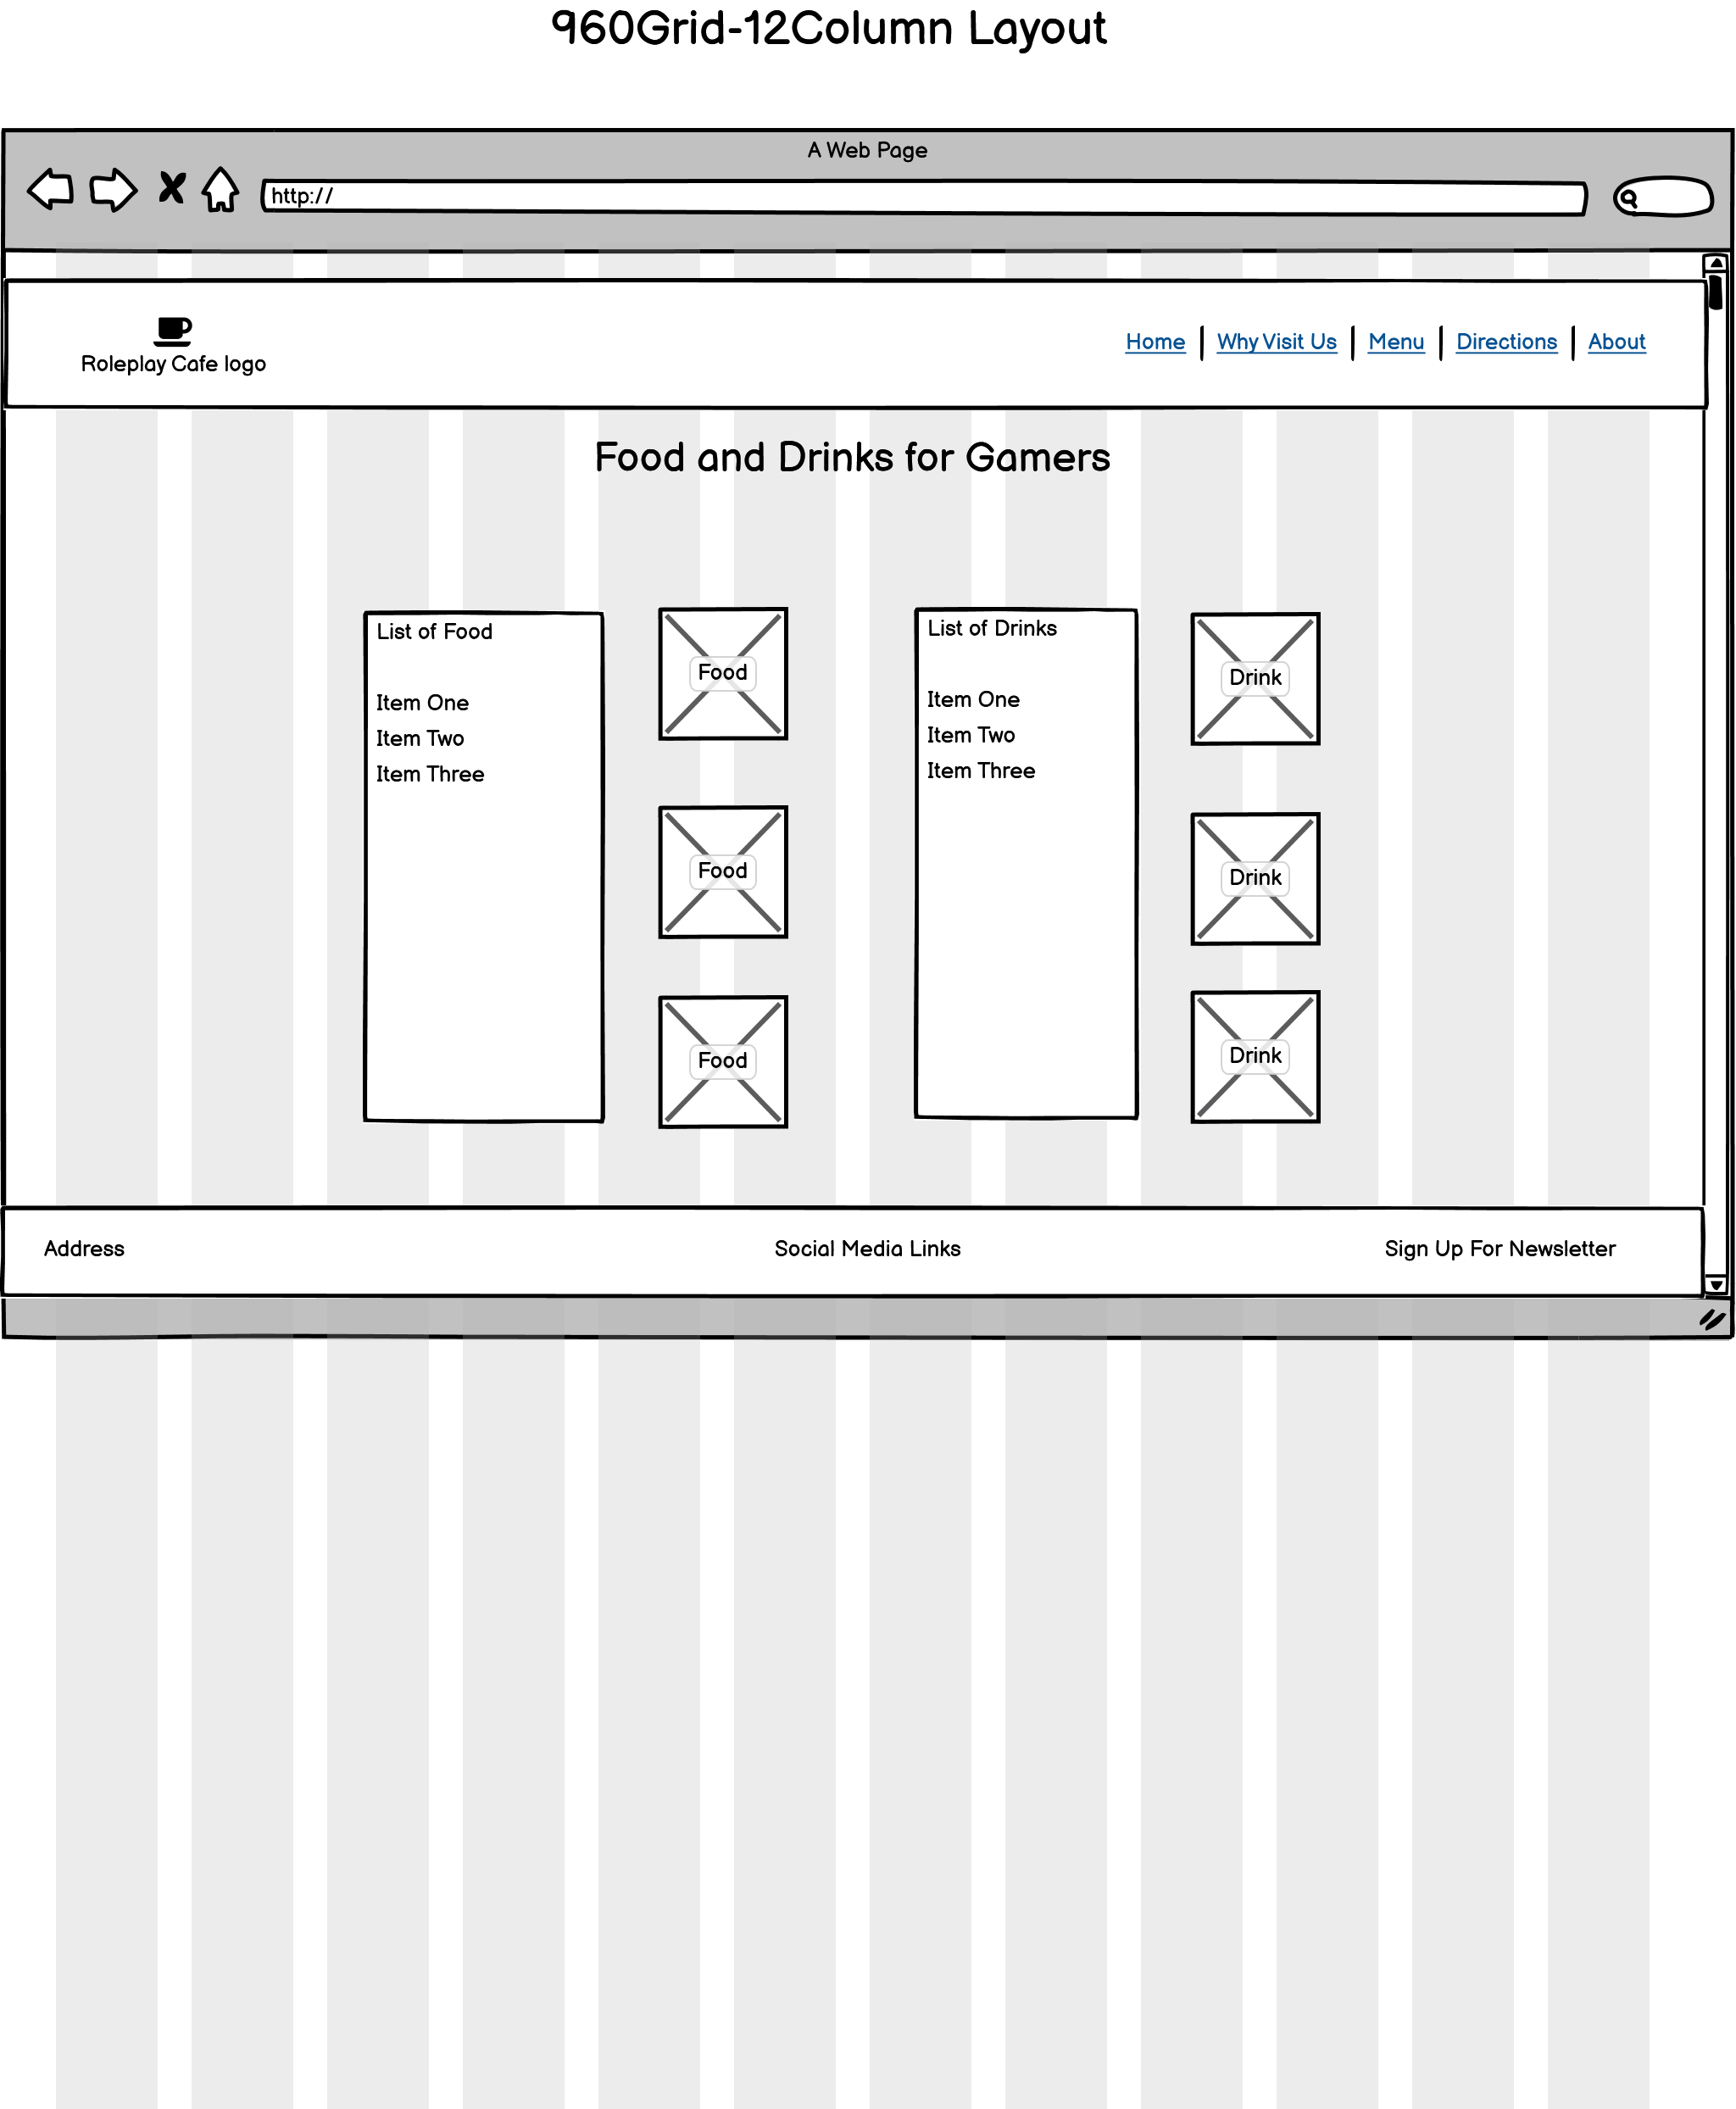 960Grid-12Column Layout
A Web Page
http://
Roleplay Cafe logo
Home | Why Visit Us | Menu | Directions | About
Food and Drinks for Gamers
List of Food
Item One
Item Two
Item Three
Food
Food
Food
List of Drinks
Item One
Item Two
Item Three
Drink
Drink
Drink
Address
Social Media Links
Sign Up For Newsletter